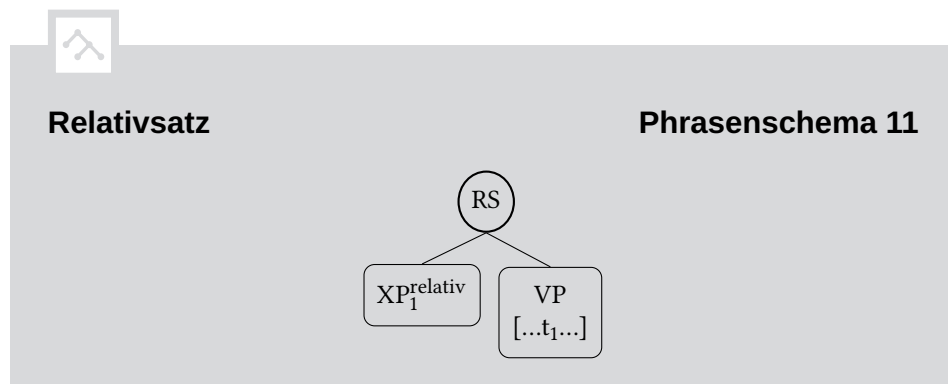 Relativsatz Phrasenschema 11
RS
XP₁^relativ VP
[...t₁...]